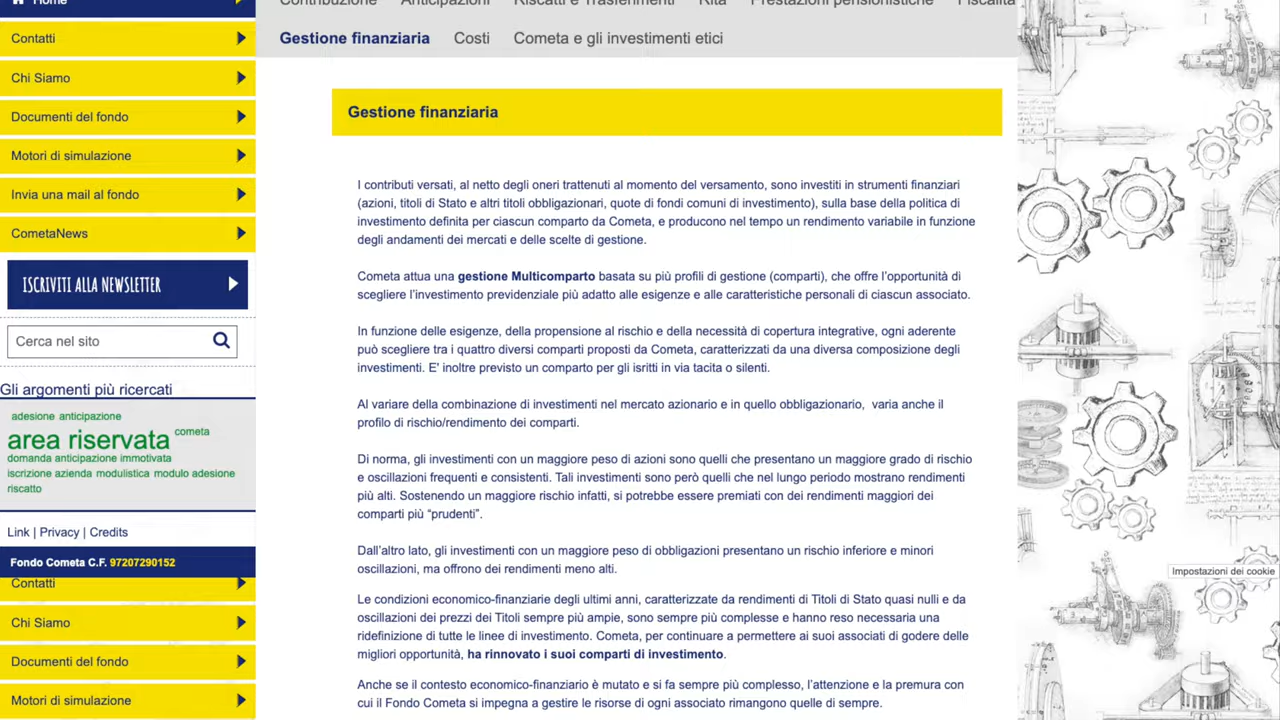 Home
Contatti
Chi Siamo
Documenti del fondo
Motori di simulazione
Invia una mail al fondo
CometaNews
ISCRIVITI ALLA NEWSLETTER
Cerca nel sito
Gli argomenti più ricercati
adesione anticipazione
area riservata cometa
domanda anticipazione immotivata
iscrizione azienda modulistica modulo adesione
riscatto
Link | Privacy | Credits
Fondo Cometa C.F. 97207290152
Contatti
Chi Siamo
Documenti del fondo
Motori di simulazione
Contribuzione Anticipazioni Riscatti e Trasferimenti Rita Prestazioni pensionistiche Fiscalità
Gestione finanziaria Costi Cometa e gli investimenti etici
Gestione finanziaria
I contributi versati, al netto degli oneri trattenuti al momento del versamento, sono investiti in strumenti finanziari
(azioni, titoli di Stato e altri titoli obbligazionari, quote di fondi comuni di investimento), sulla base della politica di
investimento definita per ciascun comparto da Cometa, e producono nel tempo un rendimento variabile in funzione
degli andamenti dei mercati e delle scelte di gestione.
Cometa attua una gestione Multicomparto basata su più profili di gestione (comparti), che offre l'opportunità di
scegliere l'investimento previdenziale più adatto alle esigenze e alle caratteristiche personali di ciascun associato.
In funzione delle esigenze, della propensione al rischio e della necessità di copertura integrative, ogni aderente
può scegliere tra i quattro diversi comparti proposti da Cometa, caratterizzati da una diversa composizione degli
investimenti. E' inoltre previsto un comparto per gli isritti in via tacita o silenti.
Al variare della combinazione di investimenti nel mercato azionario e in quello obbligazionario, varia anche il
profilo di rischio/rendimento dei comparti.
Di norma, gli investimenti con un maggiore peso di azioni sono quelli che presentano un maggiore grado di rischio
e oscillazioni frequenti e consistenti. Tali investimenti sono però quelli che nel lungo periodo mostrano rendimenti
più alti. Sostenendo un maggiore rischio infatti, si potrebbe essere premiati con dei rendimenti maggiori dei
comparti più “prudenti”.
Dall'altro lato, gli investimenti con un maggiore peso di obbligazioni presentano un rischio inferiore e minori
oscillazioni, ma offrono dei rendimenti meno alti.
Le condizioni economico-finanziarie degli ultimi anni, caratterizzate da rendimenti di Titoli di Stato quasi nulli e da
oscillazioni dei prezzi dei Titoli sempre più ampie, sono sempre più complesse e hanno reso necessaria una
ridefinizione di tutte le linee di investimento. Cometa, per continuare a permettere ai suoi associati di godere delle
migliori opportunità, ha rinnovato i suoi comparti di investimento.
Anche se il contesto economico-finanziario è mutato e si fa sempre più complesso, l'attenzione e la premura con
cui il Fondo Cometa si impegna a gestire le risorse di ogni associato rimangono quelle di sempre.
Impostazioni dei cookie